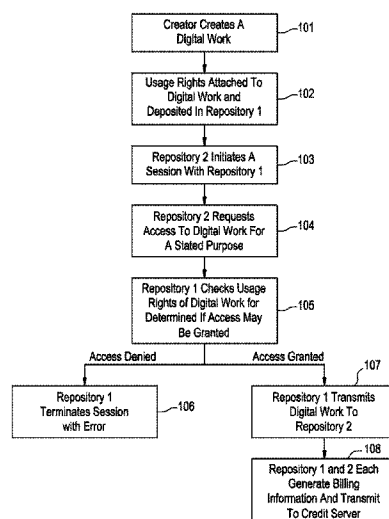 Creator Creates A
Digital Work
101
Usage Rights Attached To
Digital Work and
Deposited In Repository 1
102
Repository 2 Initiates A
Session With Repository 1
103
Repository 2 Requests
Access To Digital Work For
A Stated Purpose
104
Repository 1 Checks Usage
Rights of Digital Work for
Determined If Access May
Be Granted
105
Access Denied
Access Granted
Repository 1
Terminates Session
with Error
106
107
Repository 1 Transmits
Digital Work To
Repository 2
108
Repository 1 and 2 Each
Generate Billing
Information And Transmit
To Credit Server